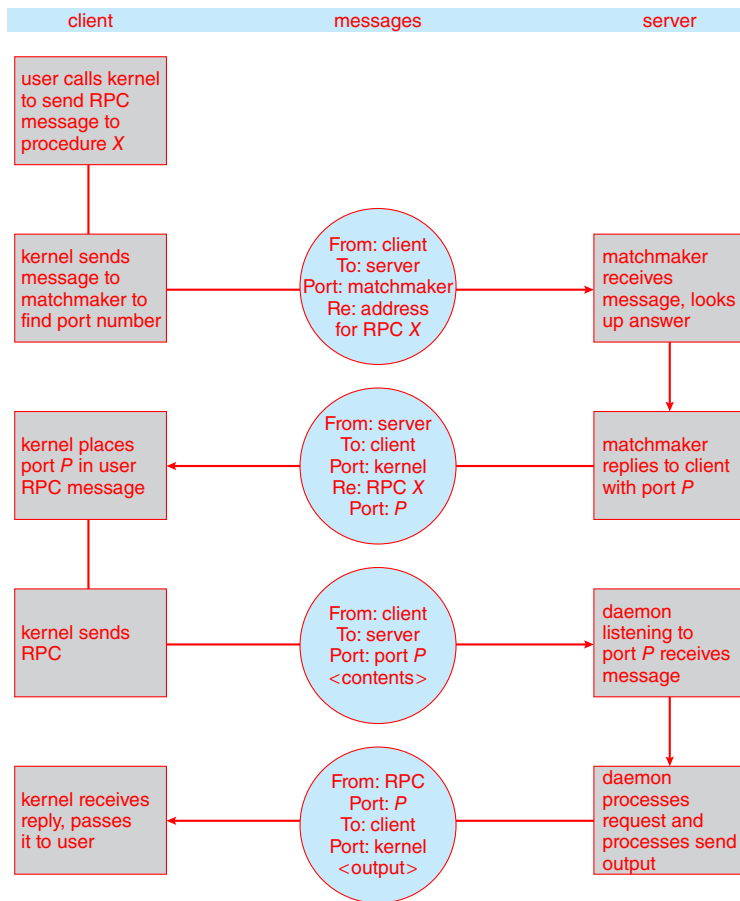 client messages server
user calls kernel
to send RPC
message to
procedure X
kernel sends
message to
matchmaker to
find port number
From: client
To: server
Port: matchmaker
Re: address
for RPC X
matchmaker
receives
message, looks
up answer
kernel places
port P in user
RPC message
From: server
To: client
Port: kernel
Re: RPC X
Port: P
matchmaker
replies to client
with port P
kernel sends
RPC
From: client
To: server
Port: port P
<contents>
daemon
listening to
port P receives
message
kernel receives
reply, passes
it to user
From: RPC
Port: P
To: client
Port: kernel
<output>
daemon
processes
request and
processes send
output